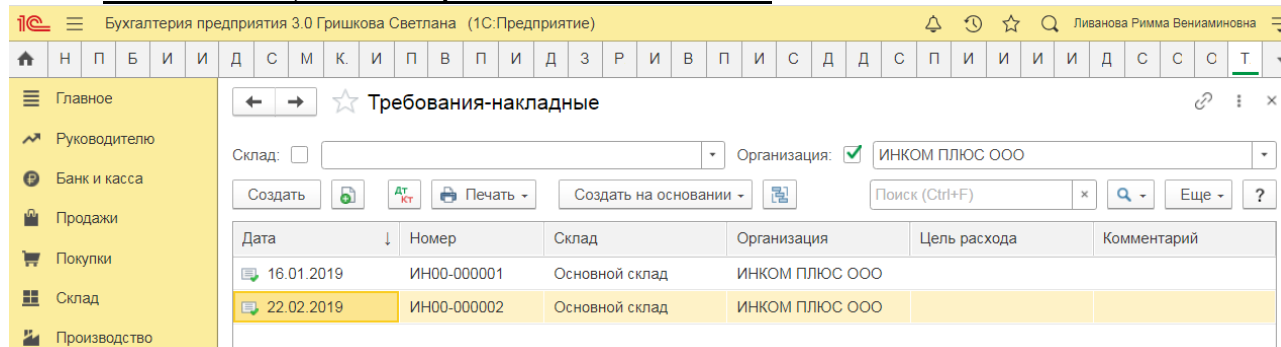 1С Бухгалтерия предприятия 3.0 Гришкова Светлана (1С:Предприятие) Ливанова Римма Вениаминовна
Н П Б И И Д С М К. И П В П И Д З Р И В П И С Д Д С П И И И И Д С С С Т
Главное
Требования-накладные
Руководителю
Склад: Организация: ИНКОМ ПЛЮС ООО
Банк и касса
Создать Дт Кт Печать Создать на основании Поиск (Ctrl+F) × Еще ?
Продажи
Дата ↓ Номер Склад Организация Цель расхода Комментарий
Покупки
16.01.2019 ИН00-000001 Основной склад ИНКОМ ПЛЮС ООО
Склад
22.02.2019 ИН00-000002 Основной склад ИНКОМ ПЛЮС ООО
Производство